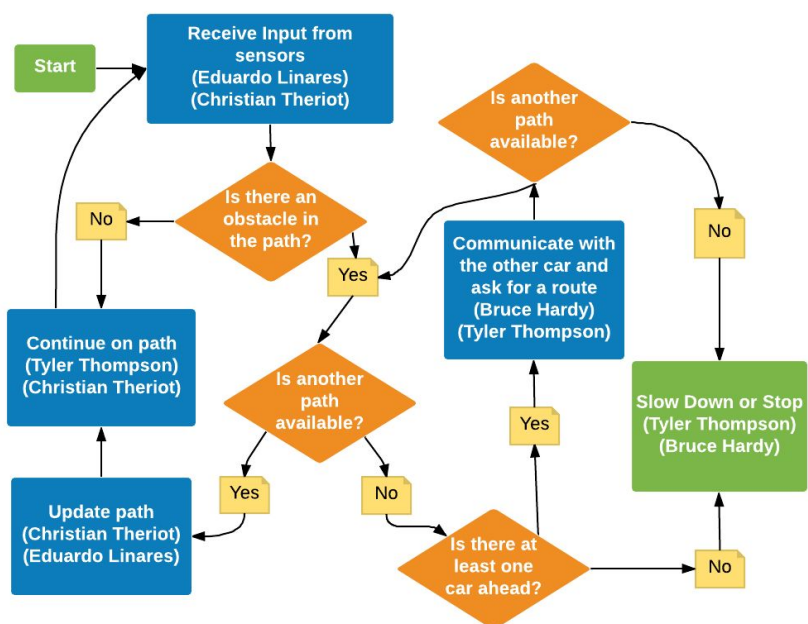 Start
Receive Input from
sensors
(Eduardo Linares)
(Christian Theriot)
Is another
path
available?
Is there an
obstacle in
the path?
No
Yes
No
Communicate with
the other car and
ask for a route
(Bruce Hardy)
(Tyler Thompson)
Continue on path
(Tyler Thompson)
(Christian Theriot)
Is another
path
available?
Slow Down or Stop
(Tyler Thompson)
(Bruce Hardy)
Yes
Yes
No
Update path
(Christian Theriot)
(Eduardo Linares)
Is there at
least one
car ahead?
No